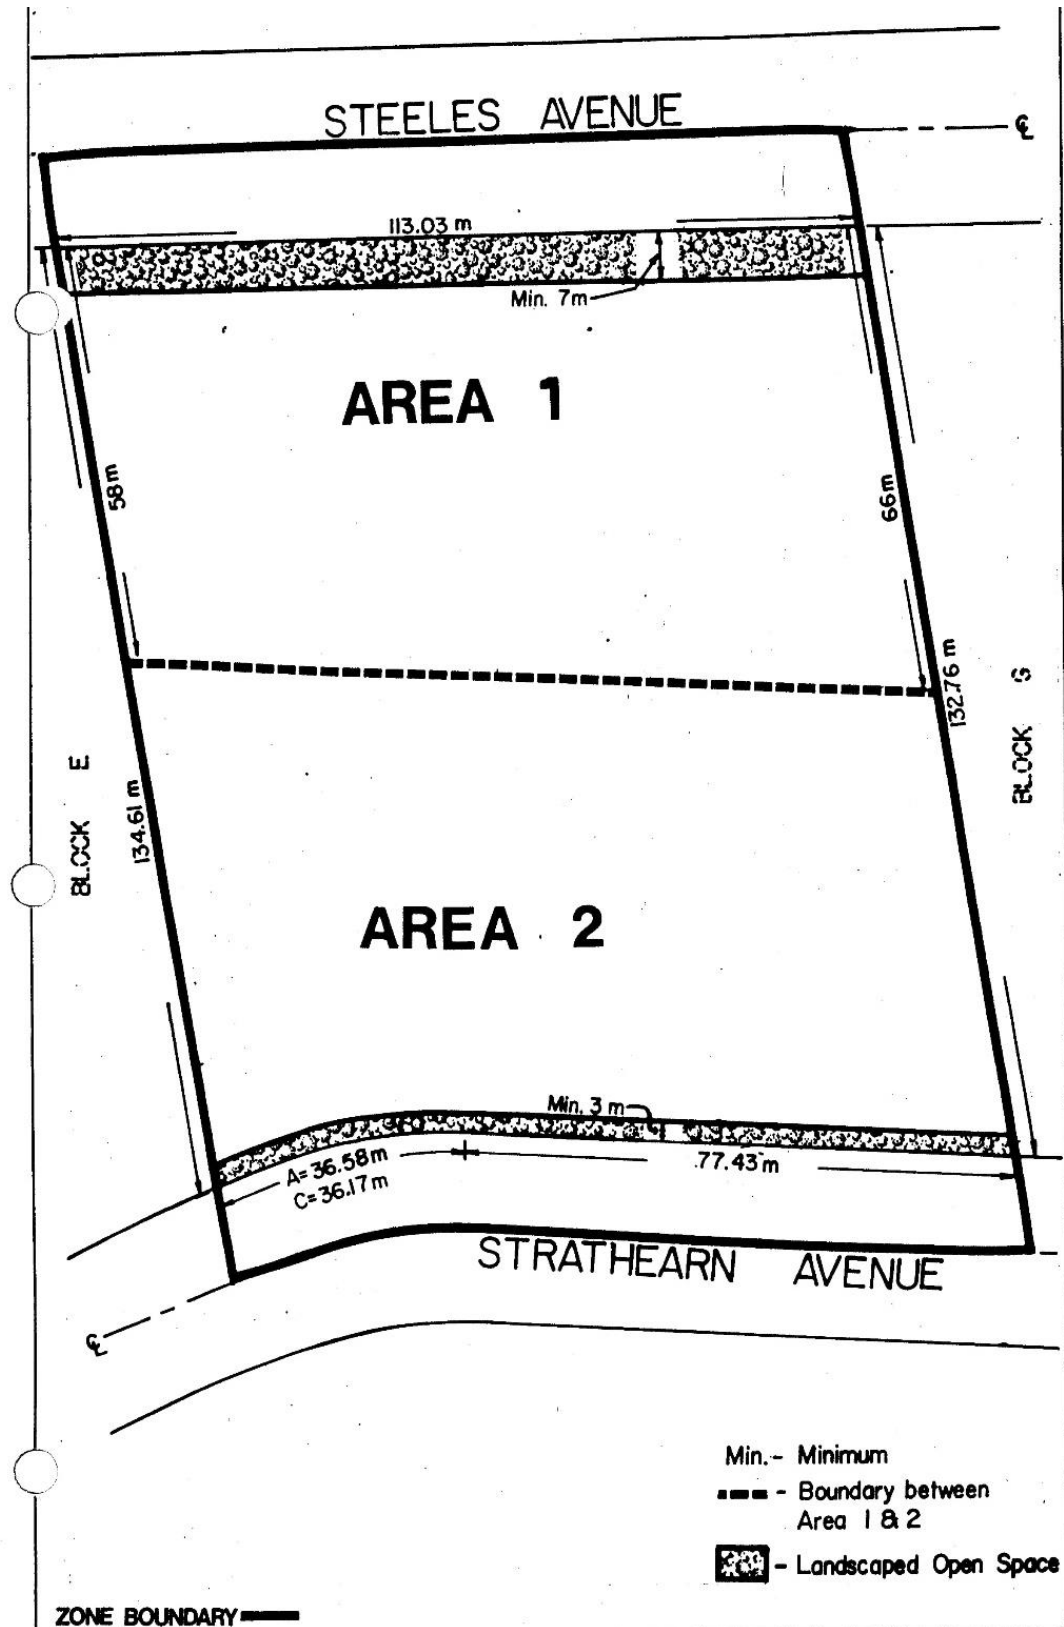 STEELES AVENUE
℄
113.03 m
Min. 7m
AREA 1
58m
66m
132.76 m
BLOCK G
BLOCK E
134.61 m
AREA 2
Min. 3 m
A=36.58m
C=36.17m
77.43 m
STRATHEARN AVENUE
℄
Min. - Minimum
- Boundary between
Area 1 & 2
- Landscaped Open Space
ZONE BOUNDARY